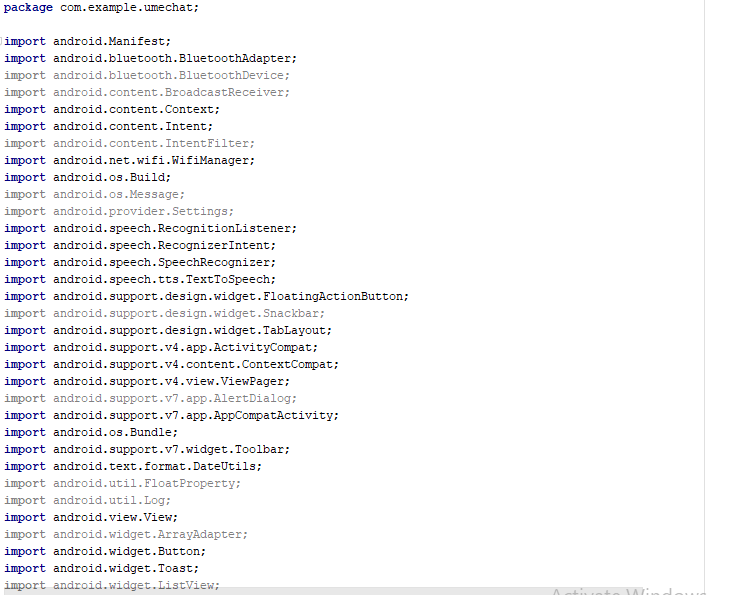 package com.example.umechat;
import android.Manifest;
import android.bluetooth.BluetoothAdapter;
import android.bluetooth.BluetoothDevice;
import android.content.BroadcastReceiver;
import android.content.Context;
import android.content.Intent;
import android.content.IntentFilter;
import android.net.wifi.WifiManager;
import android.os.Build;
import android.os.Message;
import android.provider.Settings;
import android.speech.RecognitionListener;
import android.speech.RecognizerIntent;
import android.speech.SpeechRecognizer;
import android.speech.tts.TextToSpeech;
import android.support.design.widget.FloatingActionButton;
import android.support.design.widget.Snackbar;
import android.support.design.widget.TabLayout;
import android.support.v4.app.ActivityCompat;
import android.support.v4.content.ContextCompat;
import android.support.v4.view.ViewPager;
import android.support.v7.app.AlertDialog;
import android.support.v7.app.AppCompatActivity;
import android.os.Bundle;
import android.support.v7.widget.Toolbar;
import android.text.format.DateUtils;
import android.util.FloatProperty;
import android.util.Log;
import android.view.View;
import android.widget.ArrayAdapter;
import android.widget.Button;
import android.widget.Toast;
import android.widget.ListView;
Activate Windows